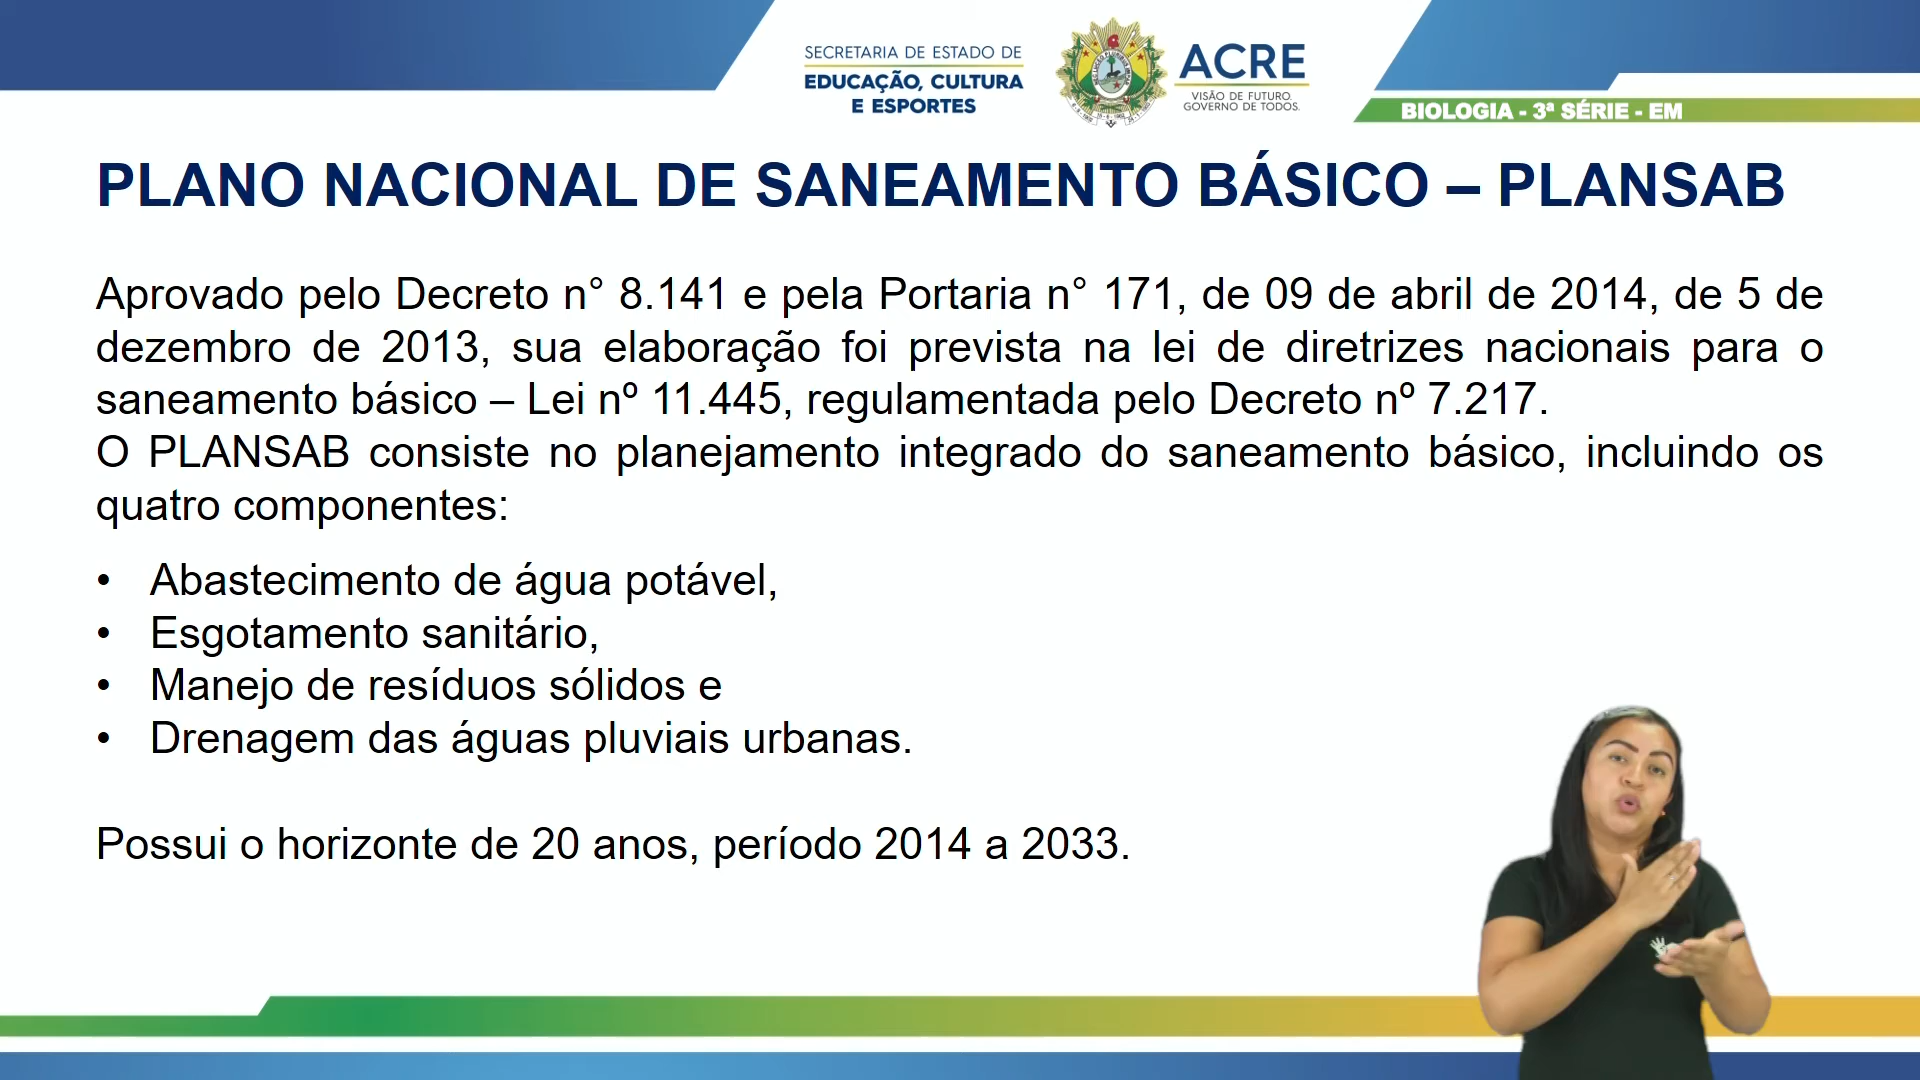 SECRETARIA DE ESTADO DE
EDUCAÇÃO, CULTURA
E ESPORTES
ACRE
VISÃO DE FUTURO.
GOVERNO DE TODOS.
BIOLOGIA - 3ª SÉRIE - EM
PLANO NACIONAL DE SANEAMENTO BÁSICO – PLANSAB
Aprovado pelo Decreto n° 8.141 e pela Portaria n° 171, de 09 de abril de 2014, de 5 de
dezembro de 2013, sua elaboração foi prevista na lei de diretrizes nacionais para o
saneamento básico – Lei nº 11.445, regulamentada pelo Decreto nº 7.217.
O PLANSAB consiste no planejamento integrado do saneamento básico, incluindo os
quatro componentes:
• Abastecimento de água potável,
• Esgotamento sanitário,
• Manejo de resíduos sólidos e
• Drenagem das águas pluviais urbanas.
Possui o horizonte de 20 anos, período 2014 a 2033.